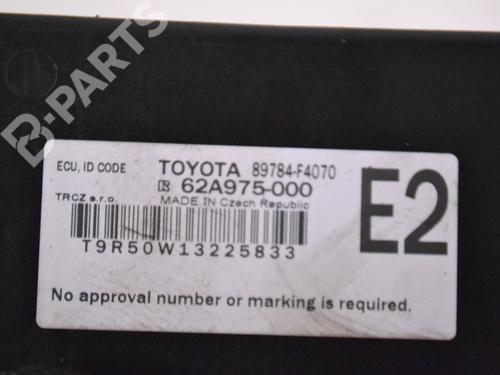 B-PARTS
ECU, ID CODE TOYOTA 89784-F4070
62A975-000
TRCZ s.r.o. MADE IN Czech Republic
E2
T9R50W13225833
No approval number or marking is required.